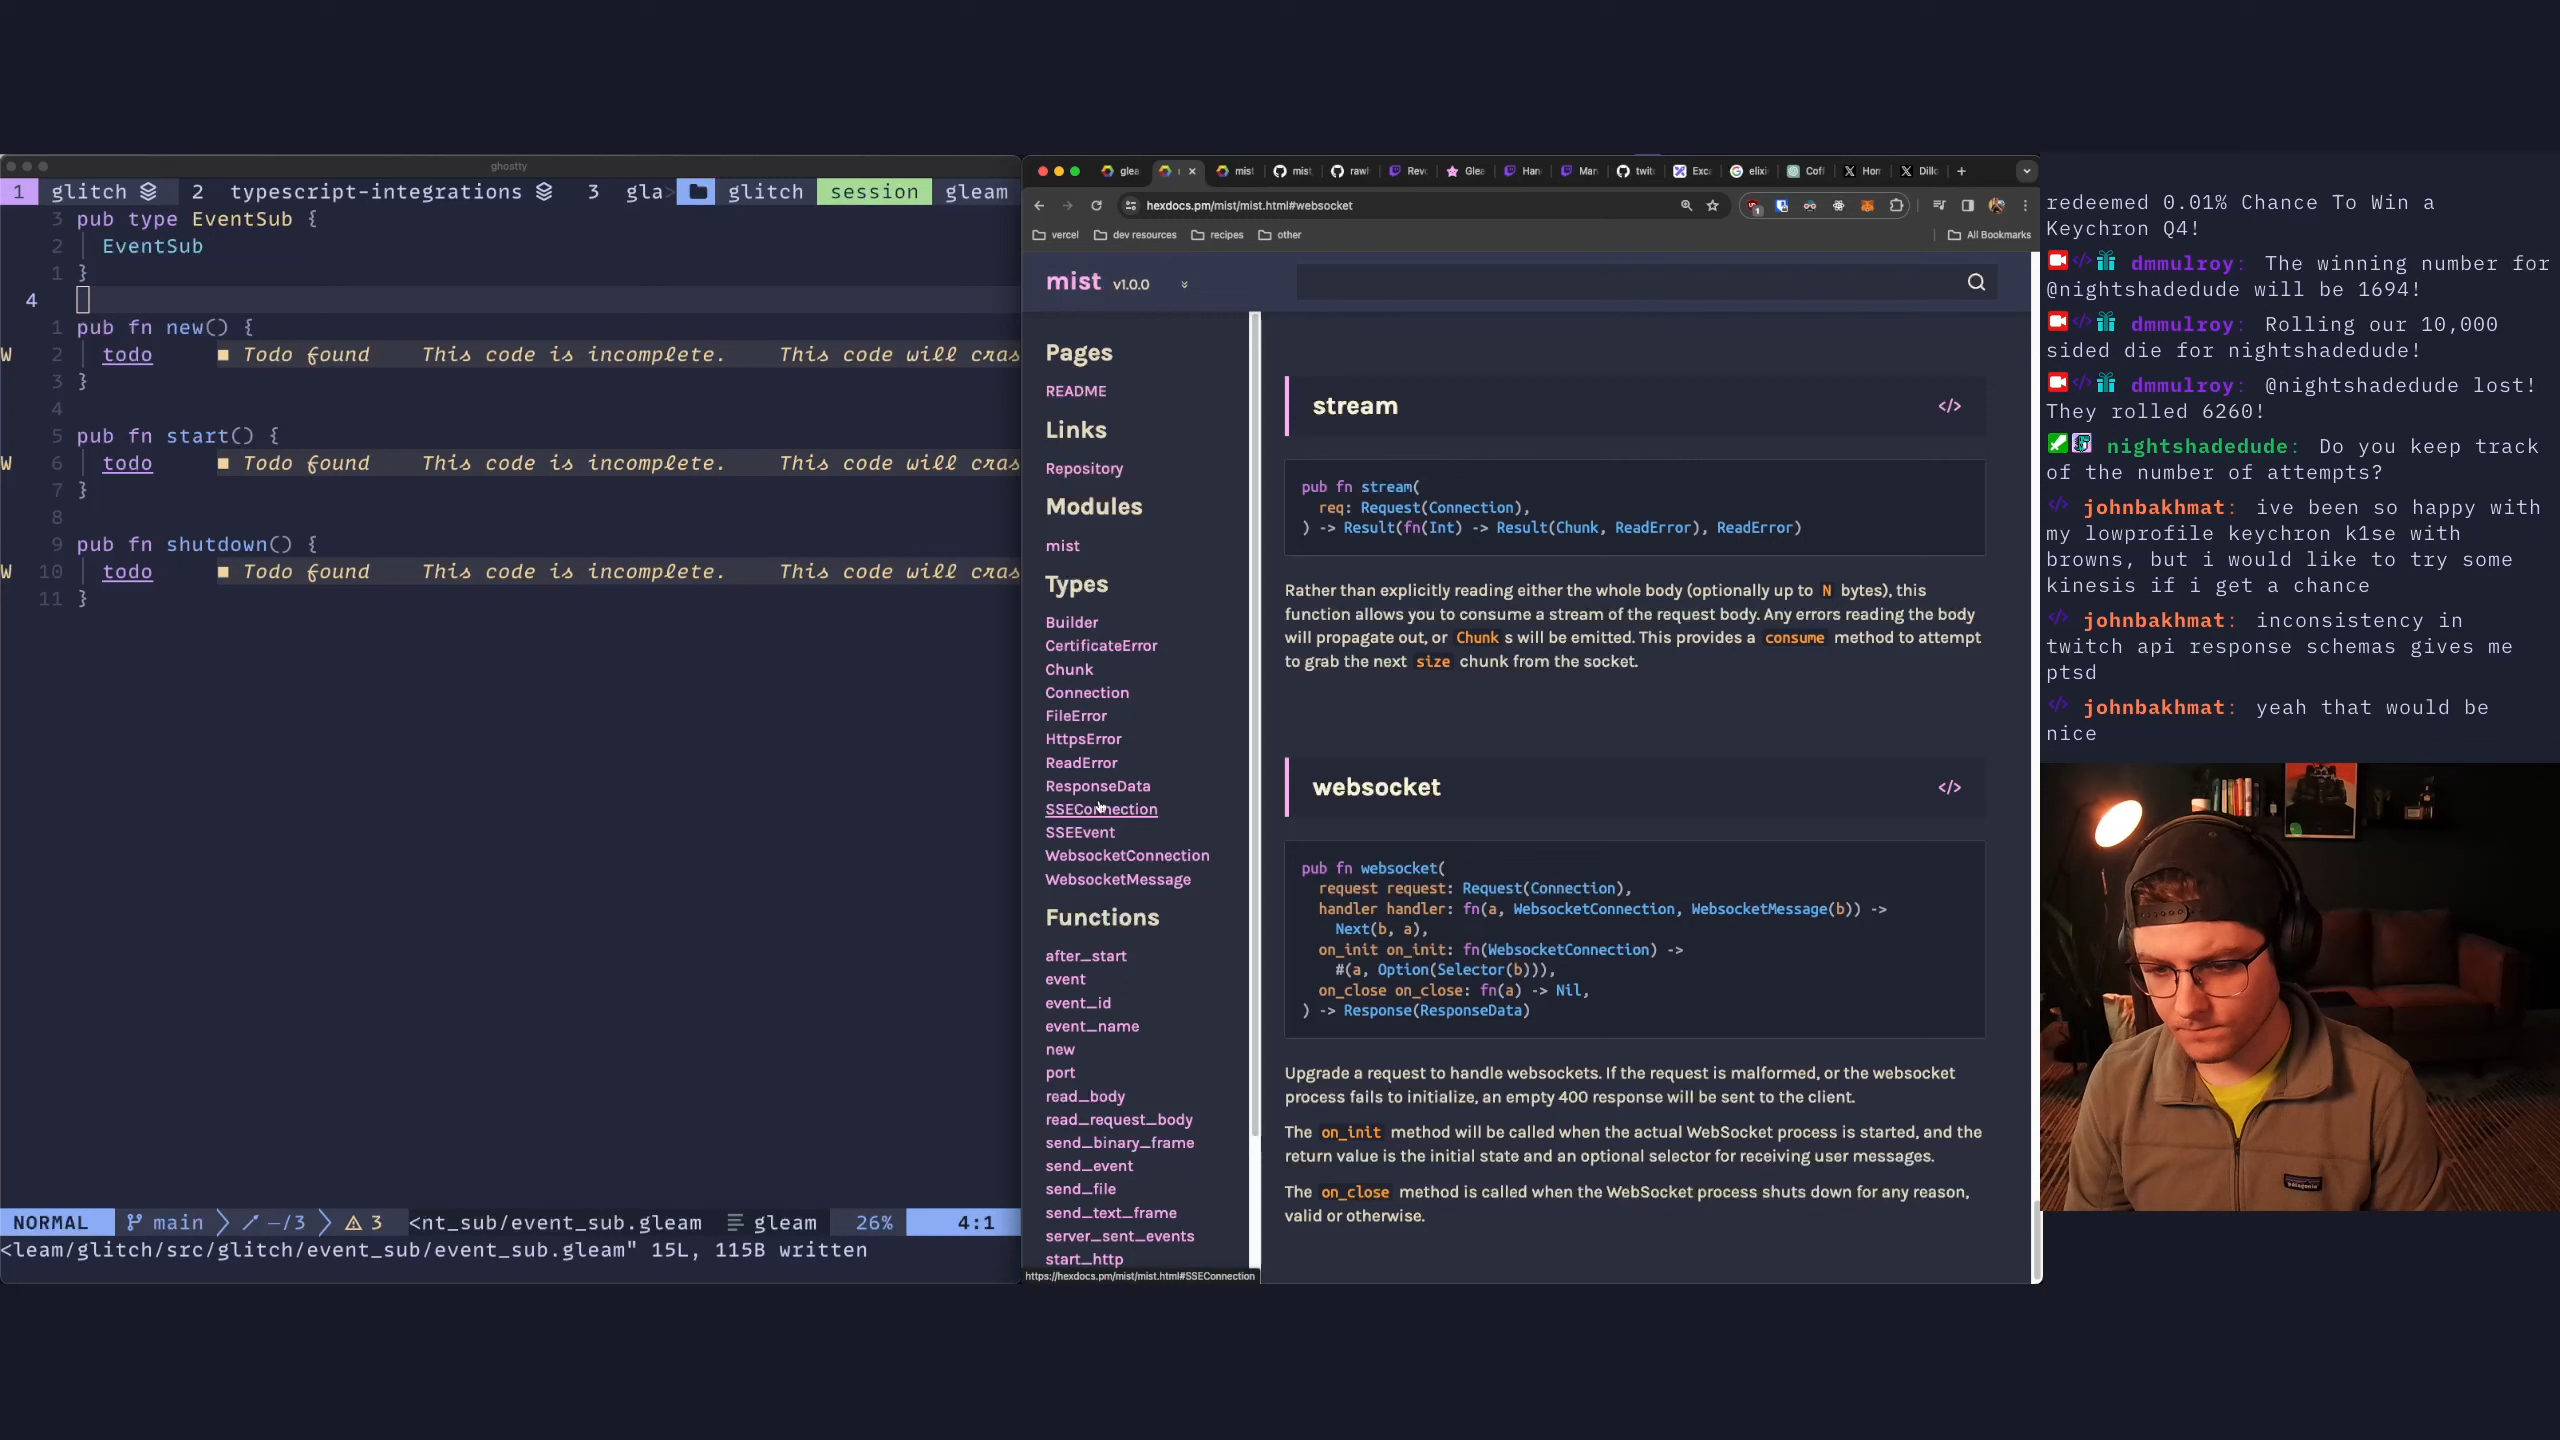 ghostty
1 glitch 2 typescript-integrations 3 gla> glitch session gleam
3 pub type EventSub {
2 EventSub
1 }
4
1 pub fn new() {
W 2 todo ■ Todo found This code is incomplete. This code will cras
3 }
4
5 pub fn start() {
W 6 todo ■ Todo found This code is incomplete. This code will cras
7 }
8
9 pub fn shutdown() {
W 10 todo ■ Todo found This code is incomplete. This code will cras
11 }
NORMAL main –/3 3 <nt_sub/event_sub.gleam gleam 26% 4:1
<leam/glitch/src/glitch/event_sub/event_sub.gleam" 15L, 115B written
glea mist mist rawl Rev Glea Han Man twit Exc elixi Coff Hom Dillo
hexdocs.pm/mist/mist.html#websocket
vercel dev resources recipes other All Bookmarks
mist v1.0.0
Pages
README
Links
Repository
Modules
mist
Types
Builder
CertificateError
Chunk
Connection
FileError
HttpsError
ReadError
ResponseData
SSEConnection
SSEEvent
WebsocketConnection
WebsocketMessage
Functions
after_start
event
event_id
event_name
new
port
read_body
read_request_body
send_binary_frame
send_event
send_file
send_text_frame
server_sent_events
start_http
https://hexdocs.pm/mist/mist.html#SSEConnection
stream </>
pub fn stream(
req: Request(Connection),
) -> Result(fn(Int) -> Result(Chunk, ReadError), ReadError)
Rather than explicitly reading either the whole body (optionally up to N bytes), this
function allows you to consume a stream of the request body. Any errors reading the body
will propagate out, or Chunk s will be emitted. This provides a consume method to attempt
to grab the next size chunk from the socket.
websocket </>
pub fn websocket(
request request: Request(Connection),
handler handler: fn(a, WebsocketConnection, WebsocketMessage(b)) ->
Next(b, a),
on_init on_init: fn(WebsocketConnection) ->
#(a, Option(Selector(b))),
on_close on_close: fn(a) -> Nil,
) -> Response(ResponseData)
Upgrade a request to handle websockets. If the request is malformed, or the websocket
process fails to initialize, an empty 400 response will be sent to the client.
The on_init method will be called when the actual WebSocket process is started, and the
return value is the initial state and an optional selector for receiving user messages.
The on_close method is called when the WebSocket process shuts down for any reason,
valid or otherwise.
redeemed 0.01% Chance To Win a
Keychron Q4!
dmmulroy: The winning number for
@nightshadedude will be 1694!
dmmulroy: Rolling our 10,000
sided die for nightshadedude!
dmmulroy: @nightshadedude lost!
They rolled 6260!
nightshadedude: Do you keep track
of the number of attempts?
johnbakhmat: ive been so happy with
my lowprofile keychron k1se with
browns, but i would like to try some
kinesis if i get a chance
johnbakhmat: inconsistency in
twitch api response schemas gives me
ptsd
johnbakhmat: yeah that would be
nice